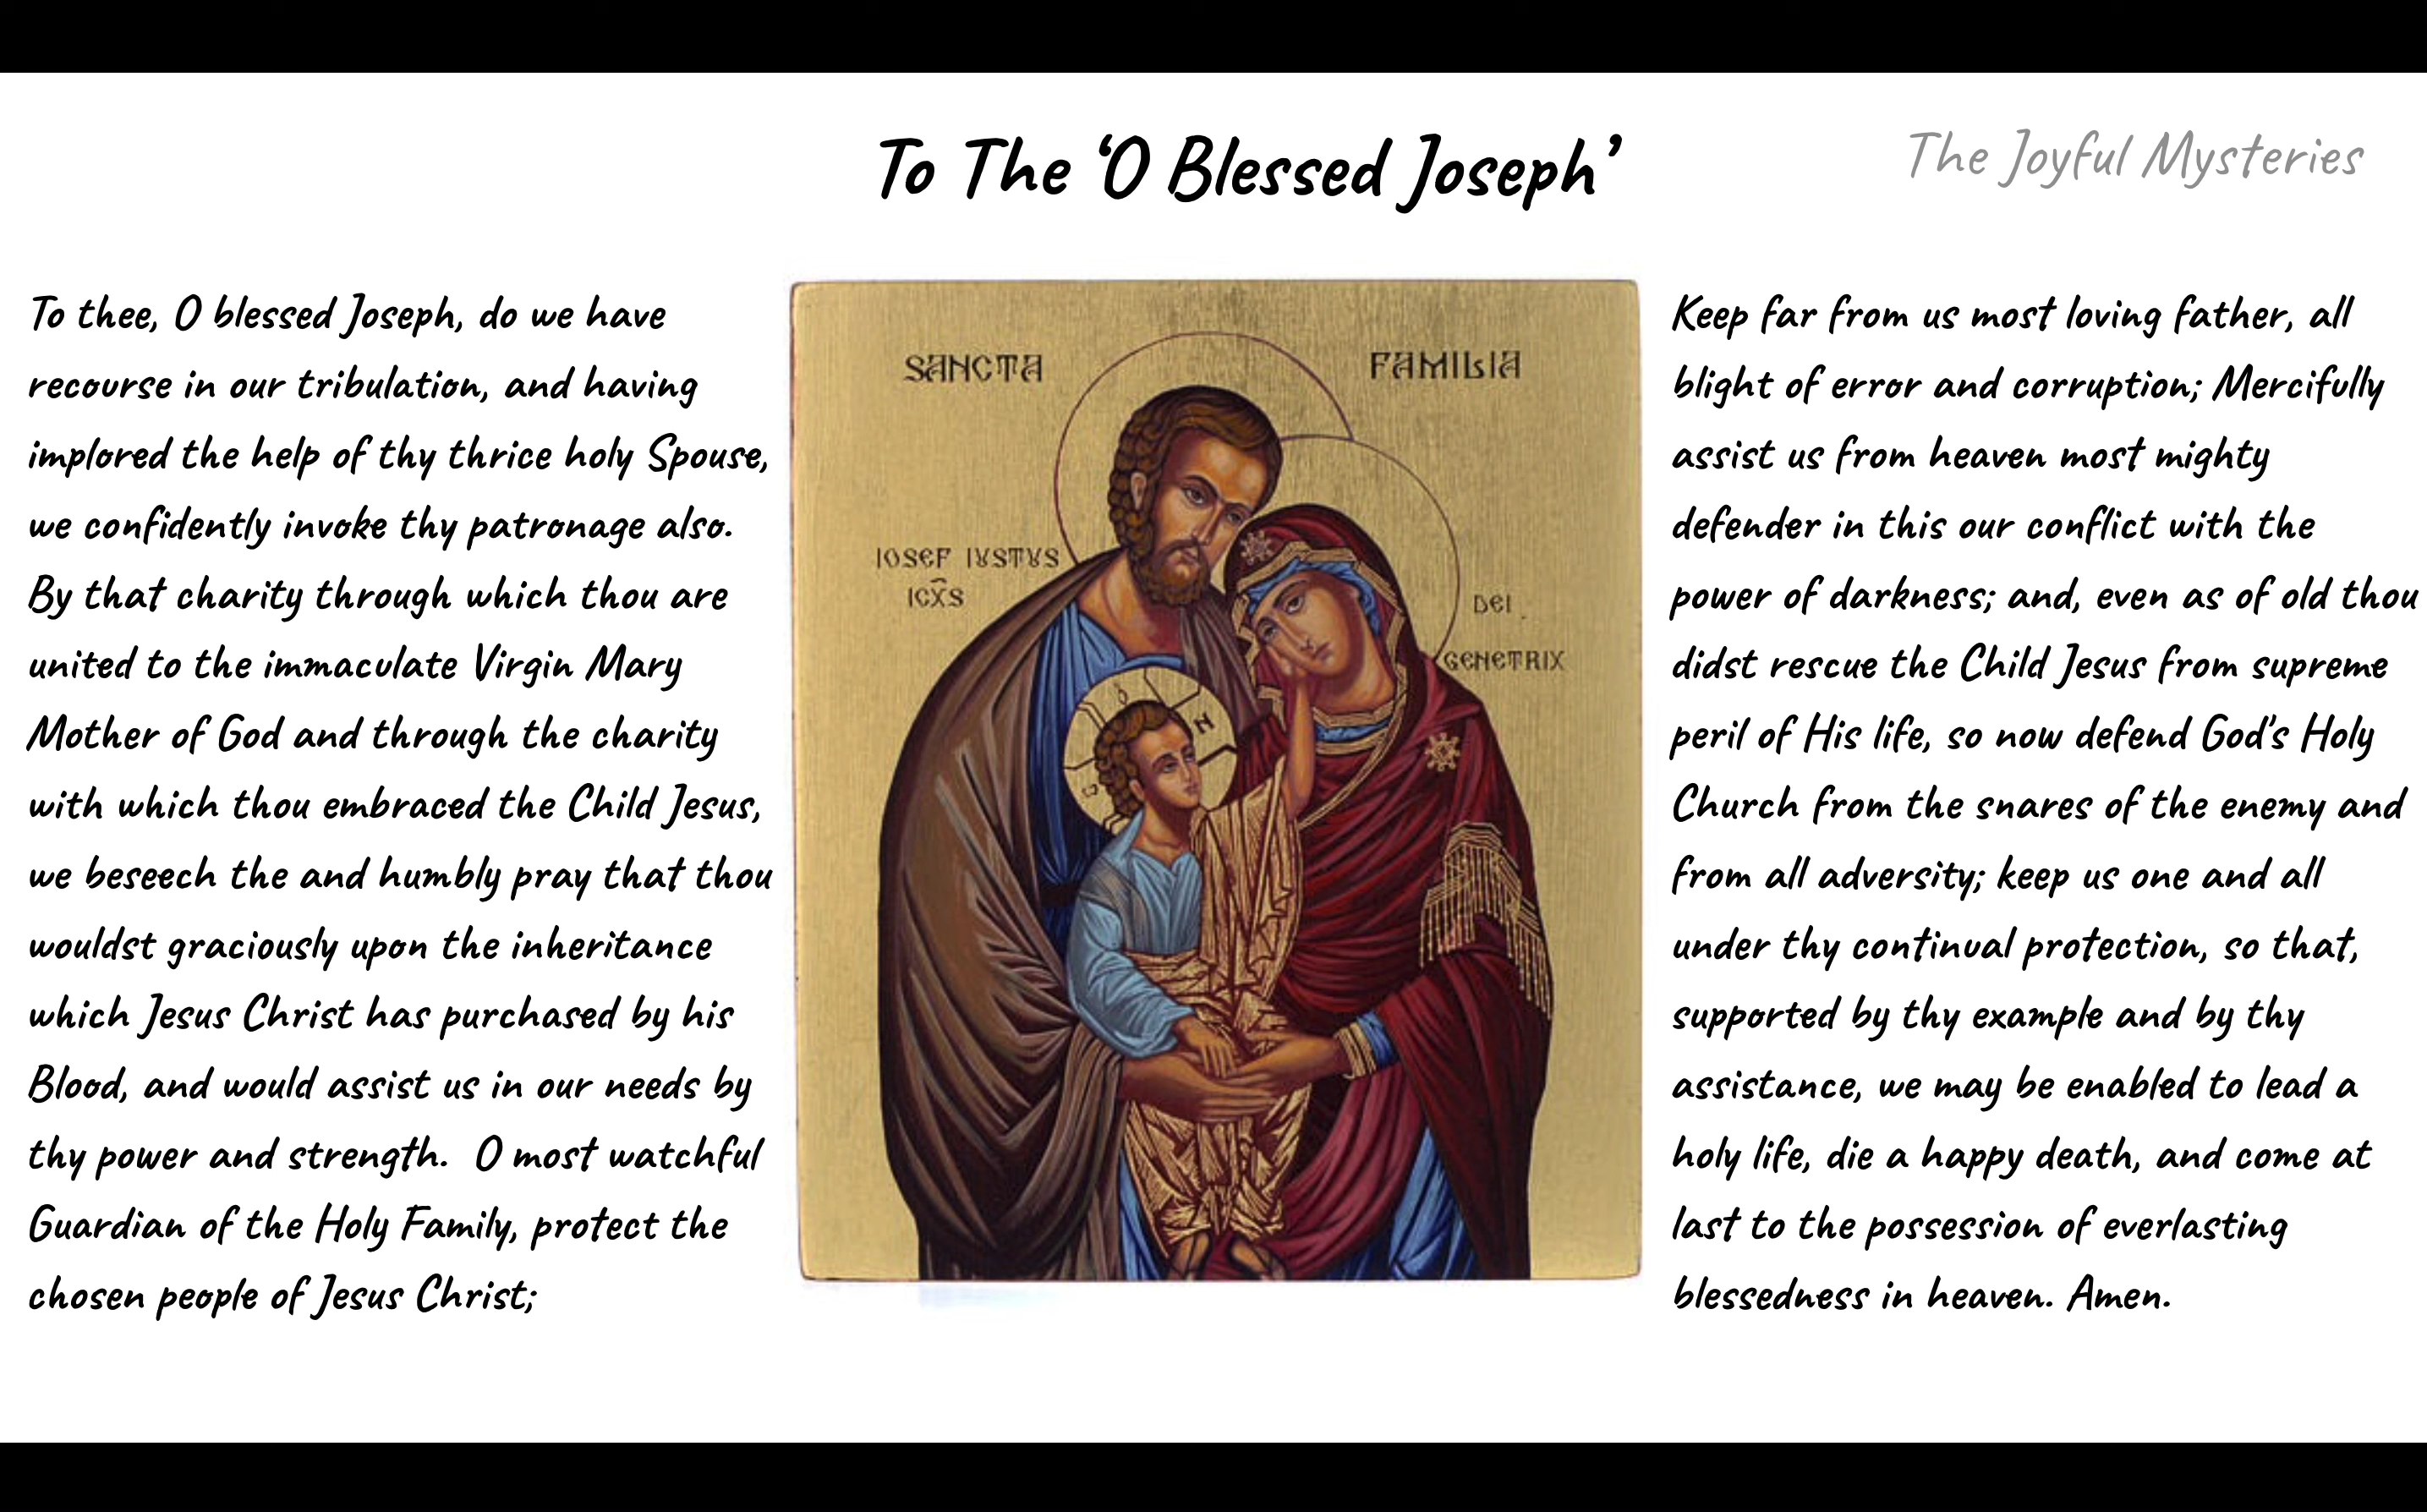 To The ‘O Blessed Joseph’
The Joyful Mysteries
To thee, O blessed Joseph, do we have
recourse in our tribulation, and having
implored the help of thy thrice holy Spouse,
we confidently invoke thy patronage also.
By that charity through which thou are
united to the immaculate Virgin Mary
Mother of God and through the charity
with which thou embraced the Child Jesus,
we beseech the and humbly pray that thou
wouldst graciously upon the inheritance
which Jesus Christ has purchased by his
Blood, and would assist us in our needs by
thy power and strength.  O most watchful
Guardian of the Holy Family, protect the
chosen people of Jesus Christ;
SANCTA FAMILIA
IOSEF IVSTVS
ICXS
DEI
GENETRIX
Keep far from us most loving father, all
blight of error and corruption; Mercifully
assist us from heaven most mighty
defender in this our conflict with the
power of darkness; and, even as of old thou
didst rescue the Child Jesus from supreme
peril of His life, so now defend God's Holy
Church from the snares of the enemy and
from all adversity; keep us one and all
under thy continual protection, so that,
supported by thy example and by thy
assistance, we may be enabled to lead a
holy life, die a happy death, and come at
last to the possession of everlasting
blessedness in heaven. Amen.